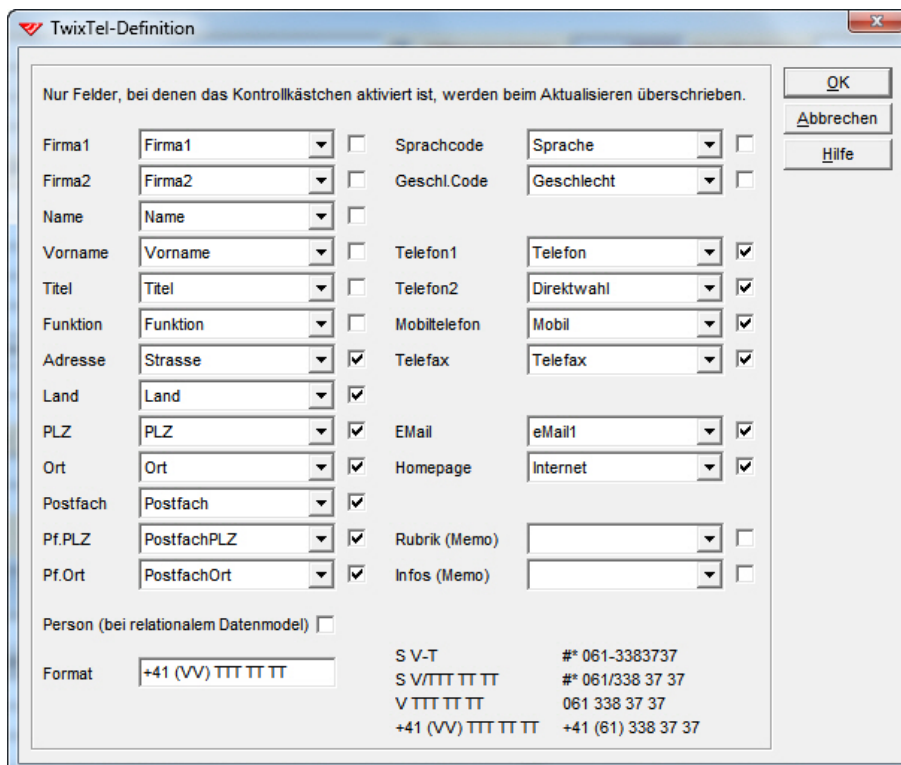 TwixTel-Definition
Nur Felder, bei denen das Kontrollkästchen aktiviert ist, werden beim Aktualisieren überschrieben.
OK
Abbrechen
Hilfe
Firma1 Firma1 Sprachcode Sprache
Firma2 Firma2 Geschl.Code Geschlecht
Name Name
Vorname Vorname Telefon1 Telefon
Titel Titel Telefon2 Direktwahl
Funktion Funktion Mobiltelefon Mobil
Adresse Strasse Telefax Telefax
Land Land
PLZ PLZ EMail eMail1
Ort Ort Homepage Internet
Postfach Postfach
Pf.PLZ PostfachPLZ Rubrik (Memo)
Pf.Ort PostfachOrt Infos (Memo)
Person (bei relationalem Datenmodel)
Format +41 (VV) TTT TT TT
S V-T #* 061-3383737
S V/TTT TT TT #* 061/338 37 37
V TTT TT TT 061 338 37 37
+41 (VV) TTT TT TT +41 (61) 338 37 37